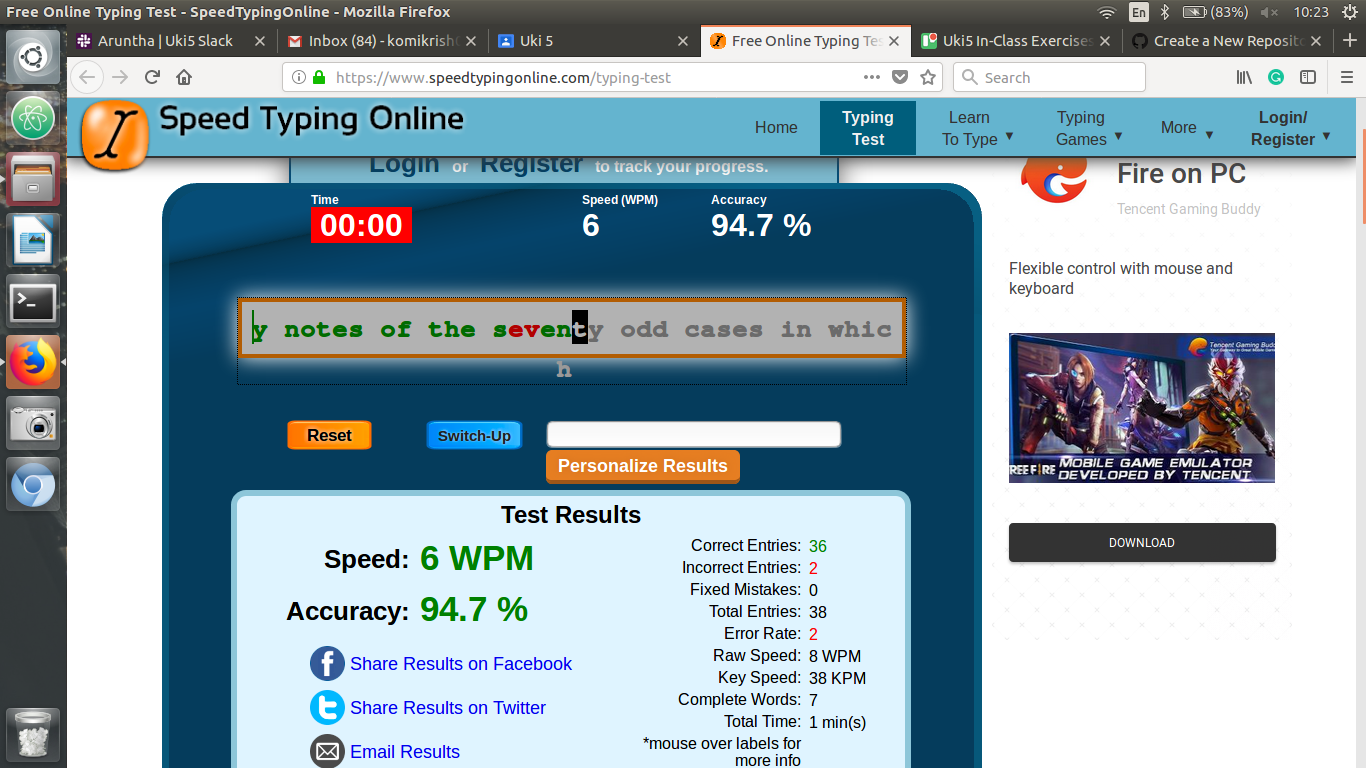 Free Online Typing Test - SpeedTypingOnline - Mozilla Firefox
En (83%) 10:23
Aruntha | Uki5 Slack
Inbox (84) - komikrish
Uki 5
Free Online Typing Tes
Uki5 In-Class Exercises
Create a New Reposito
https://www.speedtypingonline.com/typing-test
Search
Speed Typing Online
Home
Typing
Test
Learn
To Type
Typing
Games
More
Login/
Register
Login or Register to track your progress.
Time
00:00
Speed (WPM)
6
Accuracy
94.7 %
y notes of the seventy odd cases in whic
h
Reset
Switch-Up
Personalize Results
Test Results
Speed: 6 WPM
Accuracy: 94.7 %
Share Results on Facebook
Share Results on Twitter
Email Results
Correct Entries: 36
Incorrect Entries: 2
Fixed Mistakes: 0
Total Entries: 38
Error Rate: 2
Raw Speed: 8 WPM
Key Speed: 38 KPM
Complete Words: 7
Total Time: 1 min(s)
*mouse over labels for
more info
Fire on PC
Tencent Gaming Buddy
Flexible control with mouse and
keyboard
Tencent Gaming Buddy
FREE FIRE
MOBILE GAME EMULATOR
DEVELOPED BY TENCENT
DOWNLOAD